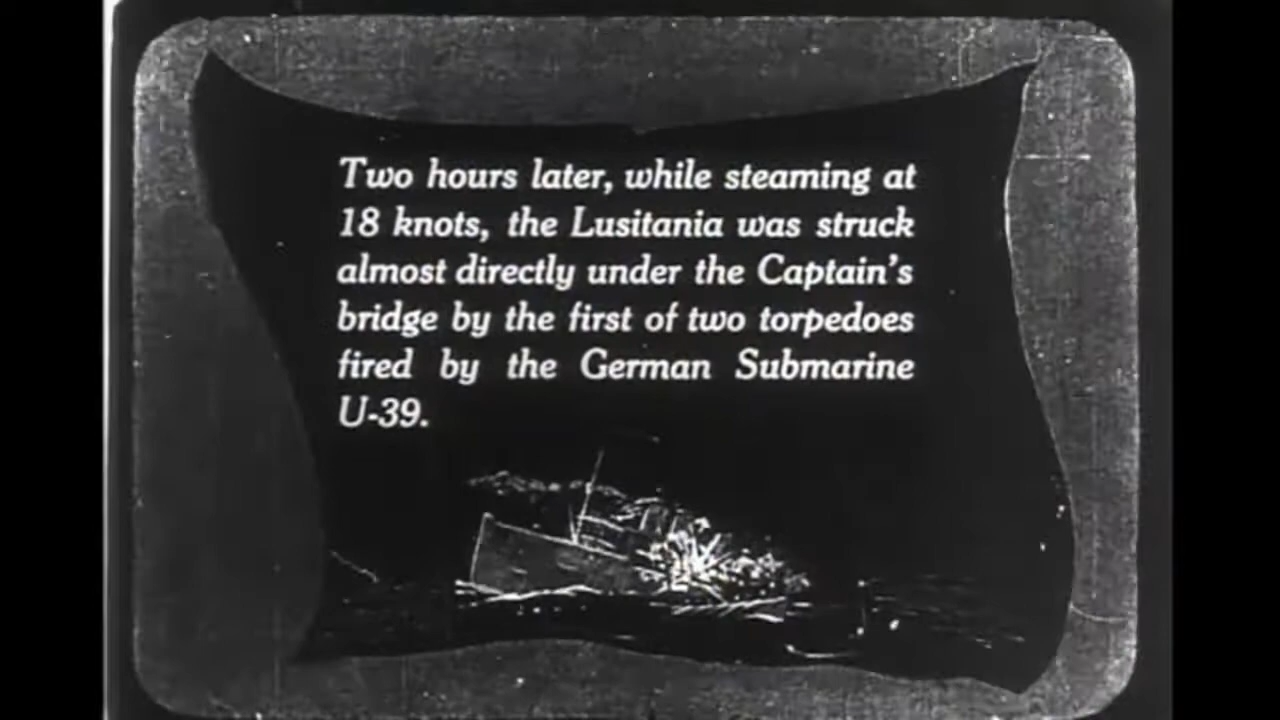 Two hours later, while steaming at
18 knots, the Lusitania was struck
almost directly under the Captain's
bridge by the first of two torpedoes
fired by the German Submarine
U-39.